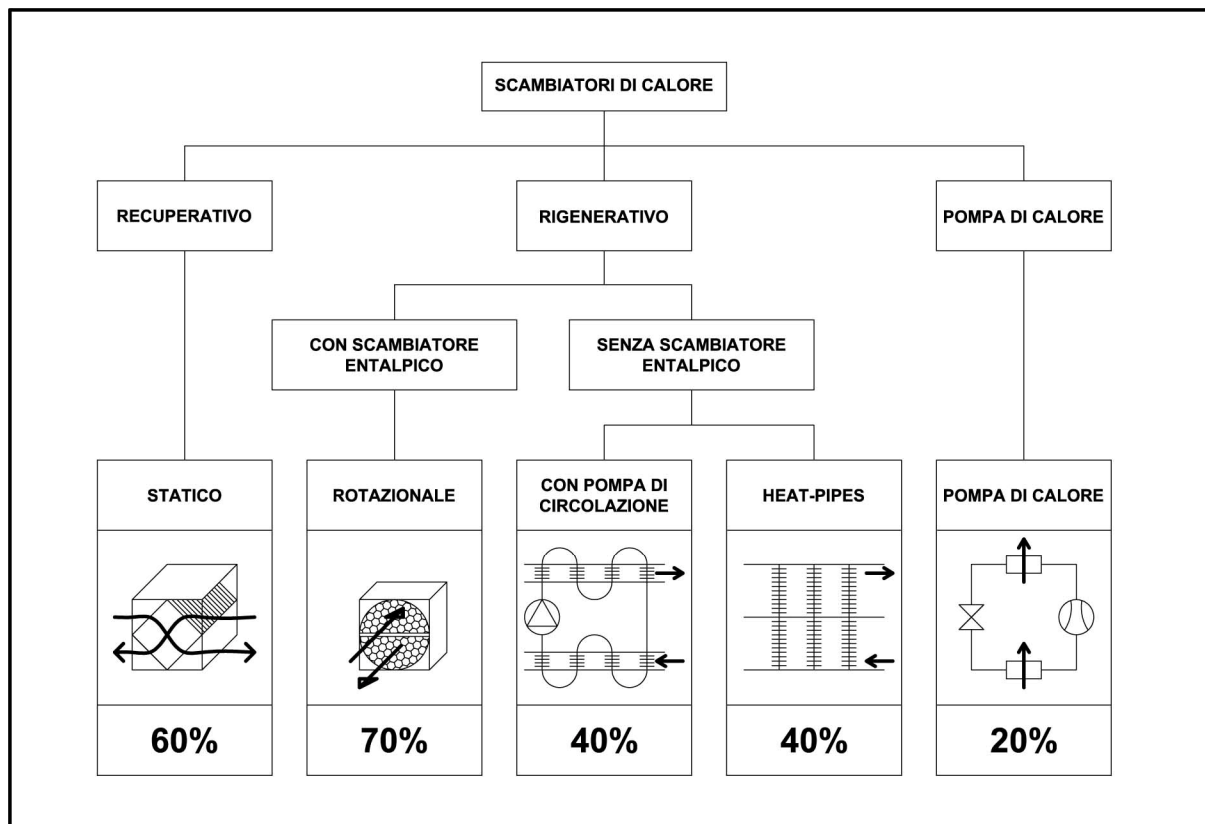 SCAMBIATORI DI CALORE
RECUPERATIVO
RIGENERATIVO
POMPA DI CALORE
CON SCAMBIATORE
ENTALPICO
SENZA SCAMBIATORE
ENTALPICO
STATICO
ROTAZIONALE
CON POMPA DI
CIRCOLAZIONE
HEAT-PIPES
POMPA DI CALORE
60%
70%
40%
40%
20%